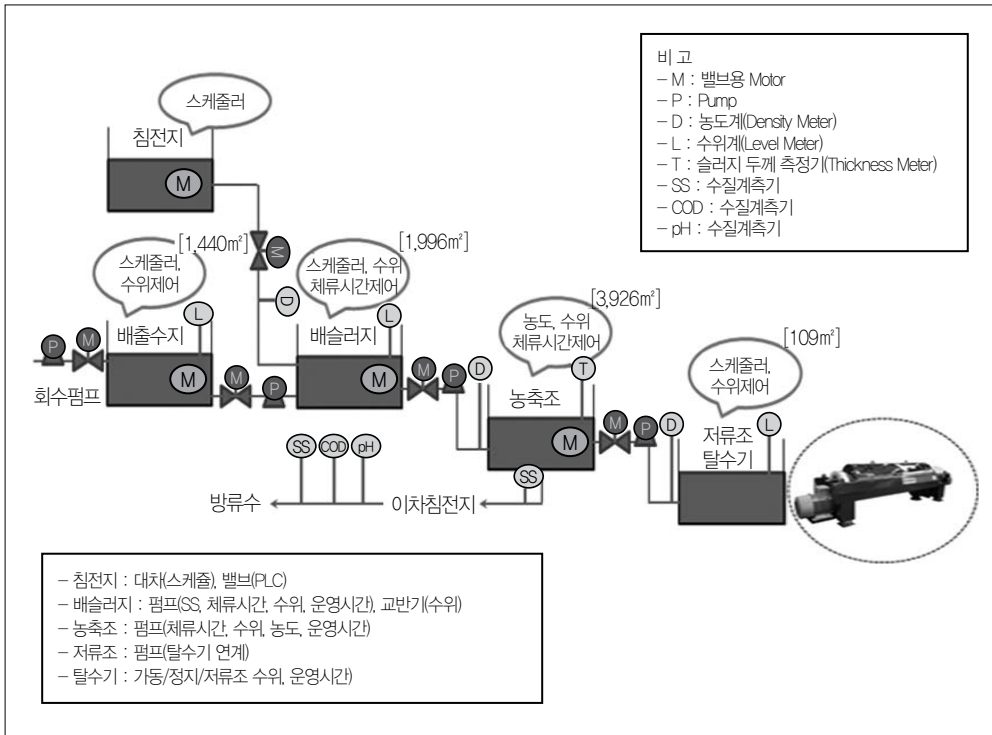 비 고
– M : 밸브용 Motor
– P : Pump
– D : 농도계(Density Meter)
– L : 수위계(Level Meter)
– T : 슬러지 두께 측정기(Thickness Meter)
– SS : 수질계측기
– COD : 수질계측기
– pH : 수질계측기
스케줄러
침전지
M
M
D
[1,440㎥]
스케줄러,
수위제어
배출수지
L
M
P
M
회수펌프
M
P
[1,996㎥]
스케줄러, 수위
체류시간제어
배슬러지
L
M
M
P
D
[3,926㎥]
농도, 수위
체류시간제어
농축조
T
M
M
P
D
[109㎥]
스케줄러,
수위제어
저류조
탈수기
L
SS
COD
pH
SS
방류수
이차침전지
– 침전지 : 대차(스케쥴), 밸브(PLC)
– 배슬러지 : 펌프(SS, 체류시간, 수위, 운영시간), 교반기(수위)
– 농축조 : 펌프(체류시간, 수위, 농도, 운영시간)
– 저류조 : 펌프(탈수기 연계)
– 탈수기 : 가동/정지/저류조 수위, 운영시간)